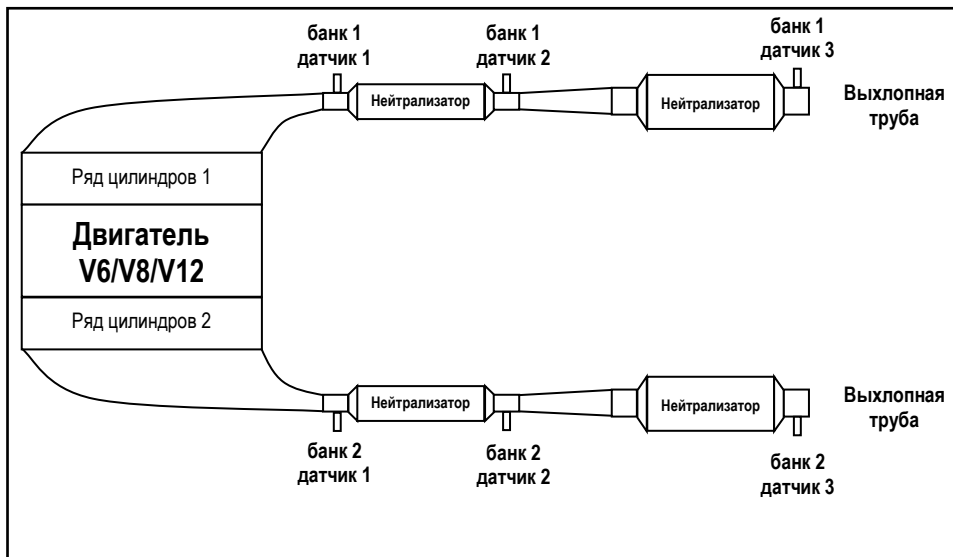 банк 1
датчик 1
банк 1
датчик 2
банк 1
датчик 3
Нейтрализатор
Нейтрализатор
Выхлопная
труба
Ряд цилиндров 1
Двигатель
V6/V8/V12
Ряд цилиндров 2
Нейтрализатор
Нейтрализатор
Выхлопная
труба
банк 2
датчик 1
банк 2
датчик 2
банк 2
датчик 3